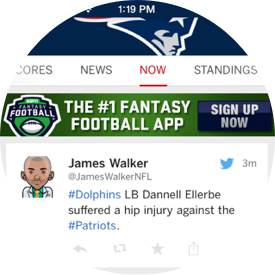 1:19 PM
CORES NEWS NOW STANDINGS
ESPN
FANTASY
FOOTBALL
THE #1 FANTASY
FOOTBALL APP
SIGN UP
NOW
James Walker 3m
@JamesWalkerNFL
#Dolphins LB Dannell Ellerbe
suffered a hip injury against the
#Patriots.